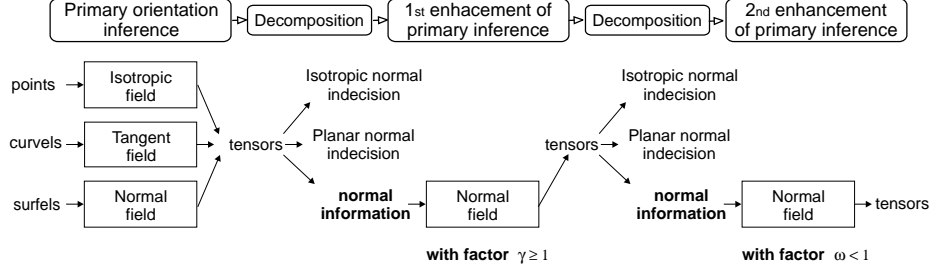 Primary orientation inference
Decomposition
1st enhacement of primary inference
Decomposition
2nd enhancement of primary inference
points
Isotropic field
curvels
Tangent field
surfels
Normal field
tensors
Isotropic normal indecision
Planar normal indecision
normal information
Normal field
with factor γ ≥ 1
tensors
Isotropic normal indecision
Planar normal indecision
normal information
Normal field
with factor ω < 1
tensors